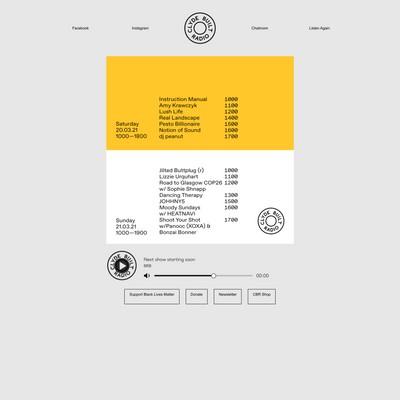 Facebook
Instagram
CLYDE BUILT RADIO
Chatroom
Listen Again
Instruction Manual 1000
Amy Krawczyk 1100
Lush Life 1200
Real Landscape 1400
Pesto Billionaire 1500
Notion of Sound 1600
dj peanut 1700
Saturday
20.03.21
1000—1800
Jilted Buttplug (r) 1000
Lizzie Urquhart 1100
Road to Glasgow COP26 1200
w/ Sophie Shnapp
Dancing Therapy 1300
JOHHNY5 1500
Moody Sundays 1600
w/ HEATNAVI
Shoot Your Shot 1700
w/Panooc (XOXA) &
Bonzai Bonner
Sunday
21.03.21
1000—1900
CLYDE BUILT RADIO
CLYDE BUILT RADIO
Next show starting soon
00:00
Support Black Lives Matter
Donate
Newsletter
CBR Shop